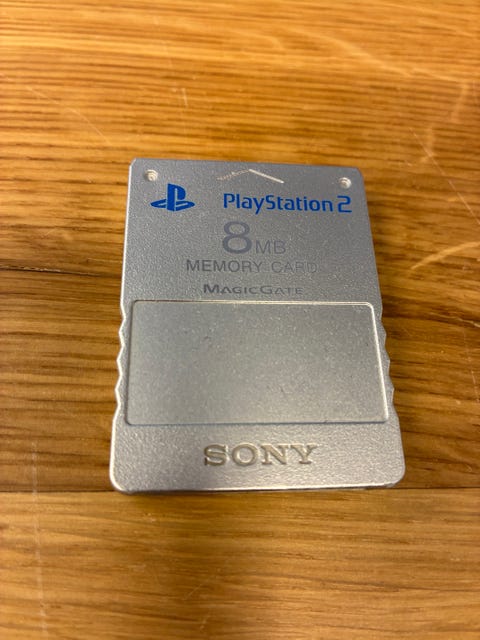 PlayStation 2
8MB
MEMORY CARD
MAGICGATE
SONY